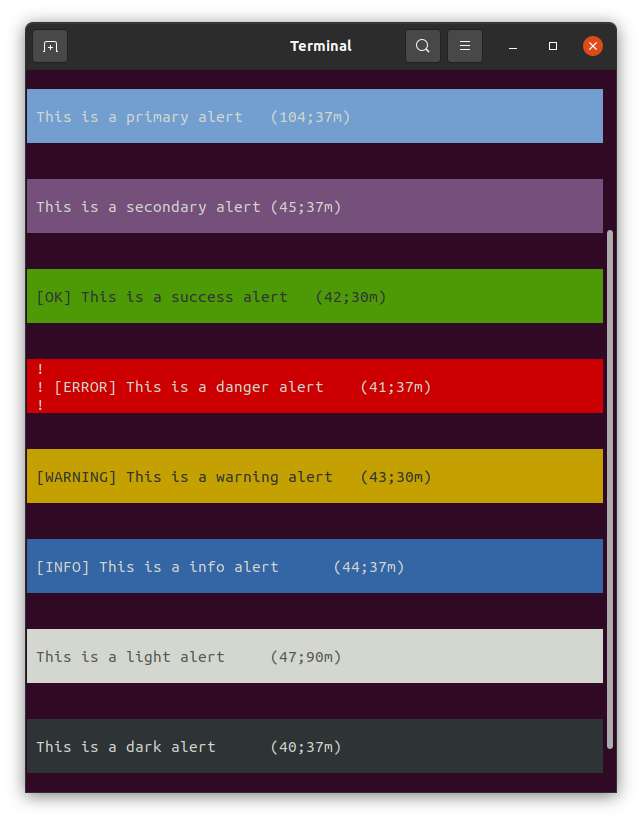 Terminal
This is a primary alert   (104;37m)
This is a secondary alert (45;37m)
[OK] This is a success alert   (42;30m)
!
! [ERROR] This is a danger alert    (41;37m)
!
[WARNING] This is a warning alert   (43;30m)
[INFO] This is a info alert      (44;37m)
This is a light alert     (47;90m)
This is a dark alert      (40;37m)